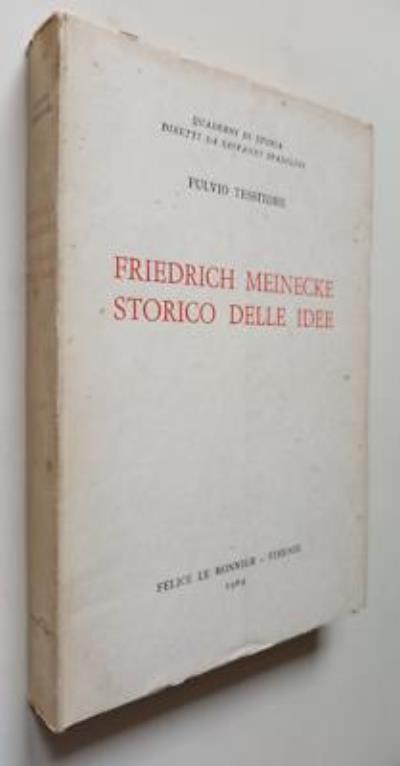 QUADERNI DI STORIA
DIRETTI DA GIOVANNI SPADOLINI
FULVIO TESSITORE
FRIEDRICH MEINECKE
STORICO DELLE IDEE
FELICE LE MONNIER - FIRENZE
1969